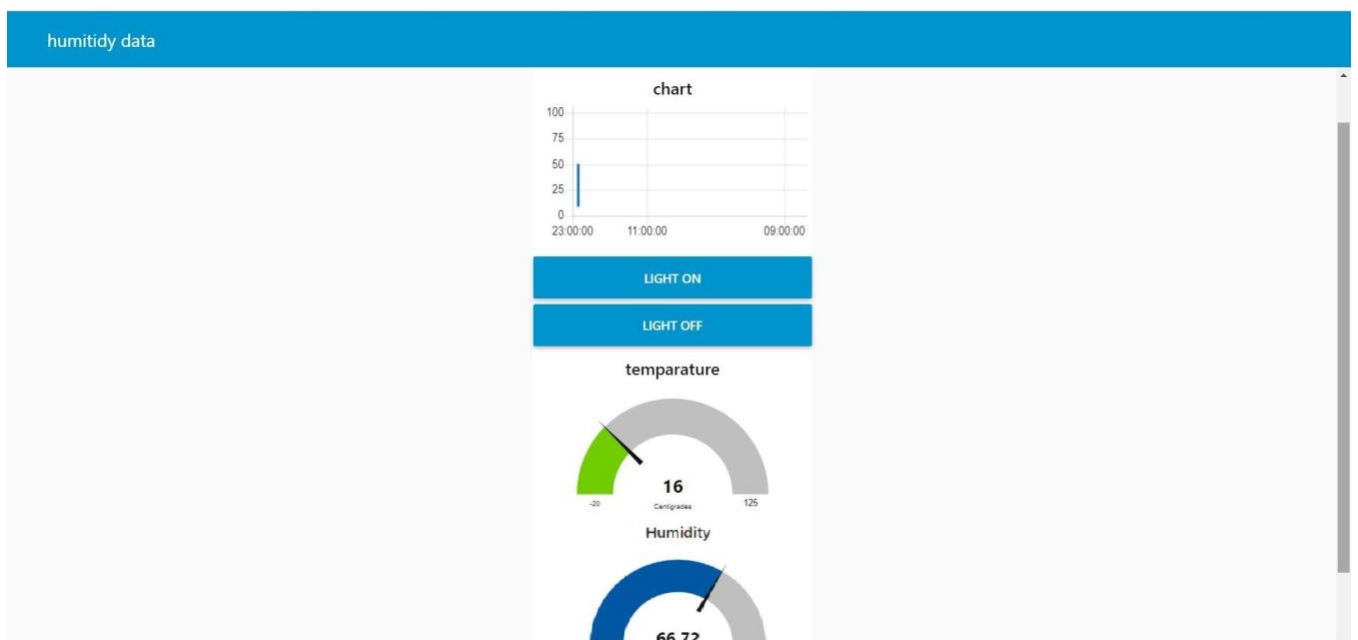 humitidy data
chart
100
75
50
25
0
23:00:00 11:00:00 09:00:00
LIGHT ON
LIGHT OFF
temparature
16
-20 Centigrades 125
Humidity
66.72